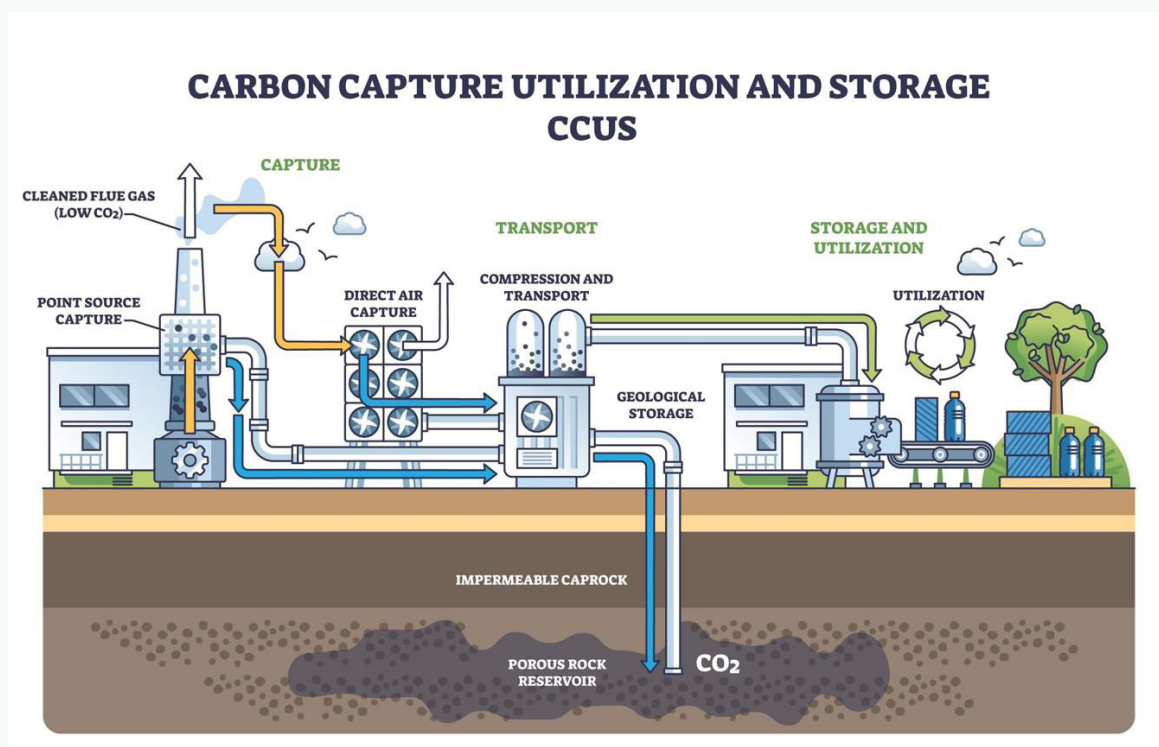 CARBON CAPTURE UTILIZATION AND STORAGE
CCUS
CAPTURE
CLEANED FLUE GAS
(LOW CO₂)
TRANSPORT
STORAGE AND
UTILIZATION
POINT SOURCE
CAPTURE
DIRECT AIR
CAPTURE
COMPRESSION AND
TRANSPORT
UTILIZATION
GEOLOGICAL
STORAGE
IMPERMEABLE CAPROCK
POROUS ROCK
RESERVOIR
CO₂